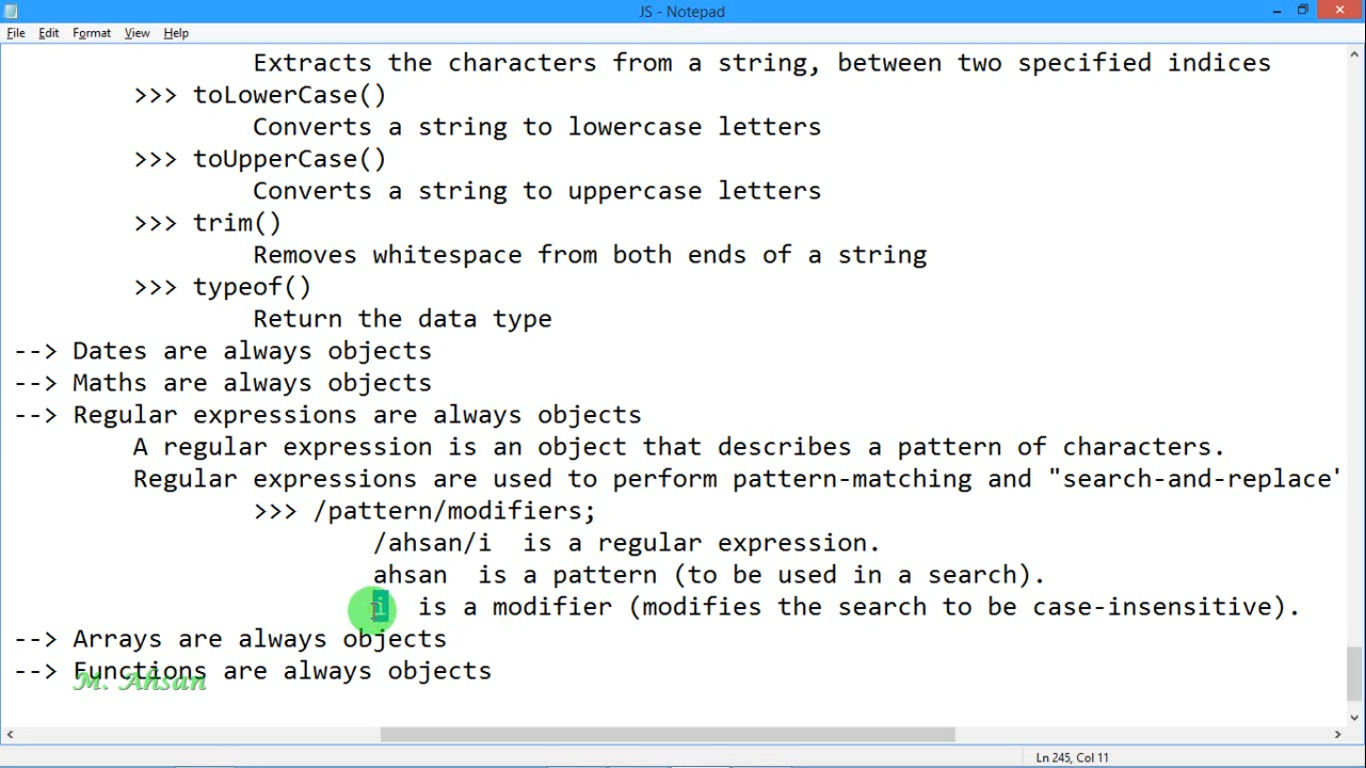 JS - Notepad
File Edit Format View Help
Extracts the characters from a string, between two specified indices
>>> toLowerCase()
Converts a string to lowercase letters
>>> toUpperCase()
Converts a string to uppercase letters
>>> trim()
Removes whitespace from both ends of a string
>>> typeof()
Return the data type
--> Dates are always objects
--> Maths are always objects
--> Regular expressions are always objects
A regular expression is an object that describes a pattern of characters.
Regular expressions are used to perform pattern-matching and "search-and-replace'
>>> /pattern/modifiers;
/ahsan/i is a regular expression.
ahsan is a pattern (to be used in a search).
i is a modifier (modifies the search to be case-insensitive).
--> Arrays are always objects
--> Functions are always objects
M. Ahsan
Ln 245, Col 11